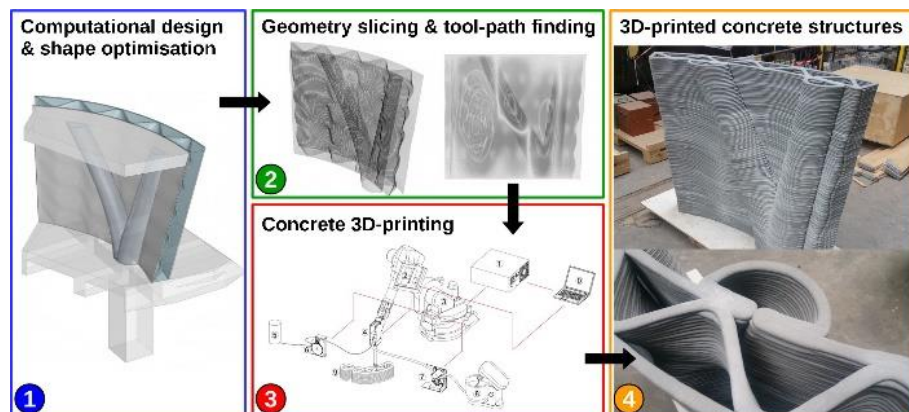 Computational design
& shape optimisation
1
Geometry slicing & tool-path finding
2
Concrete 3D-printing
3
3D-printed concrete structures
4